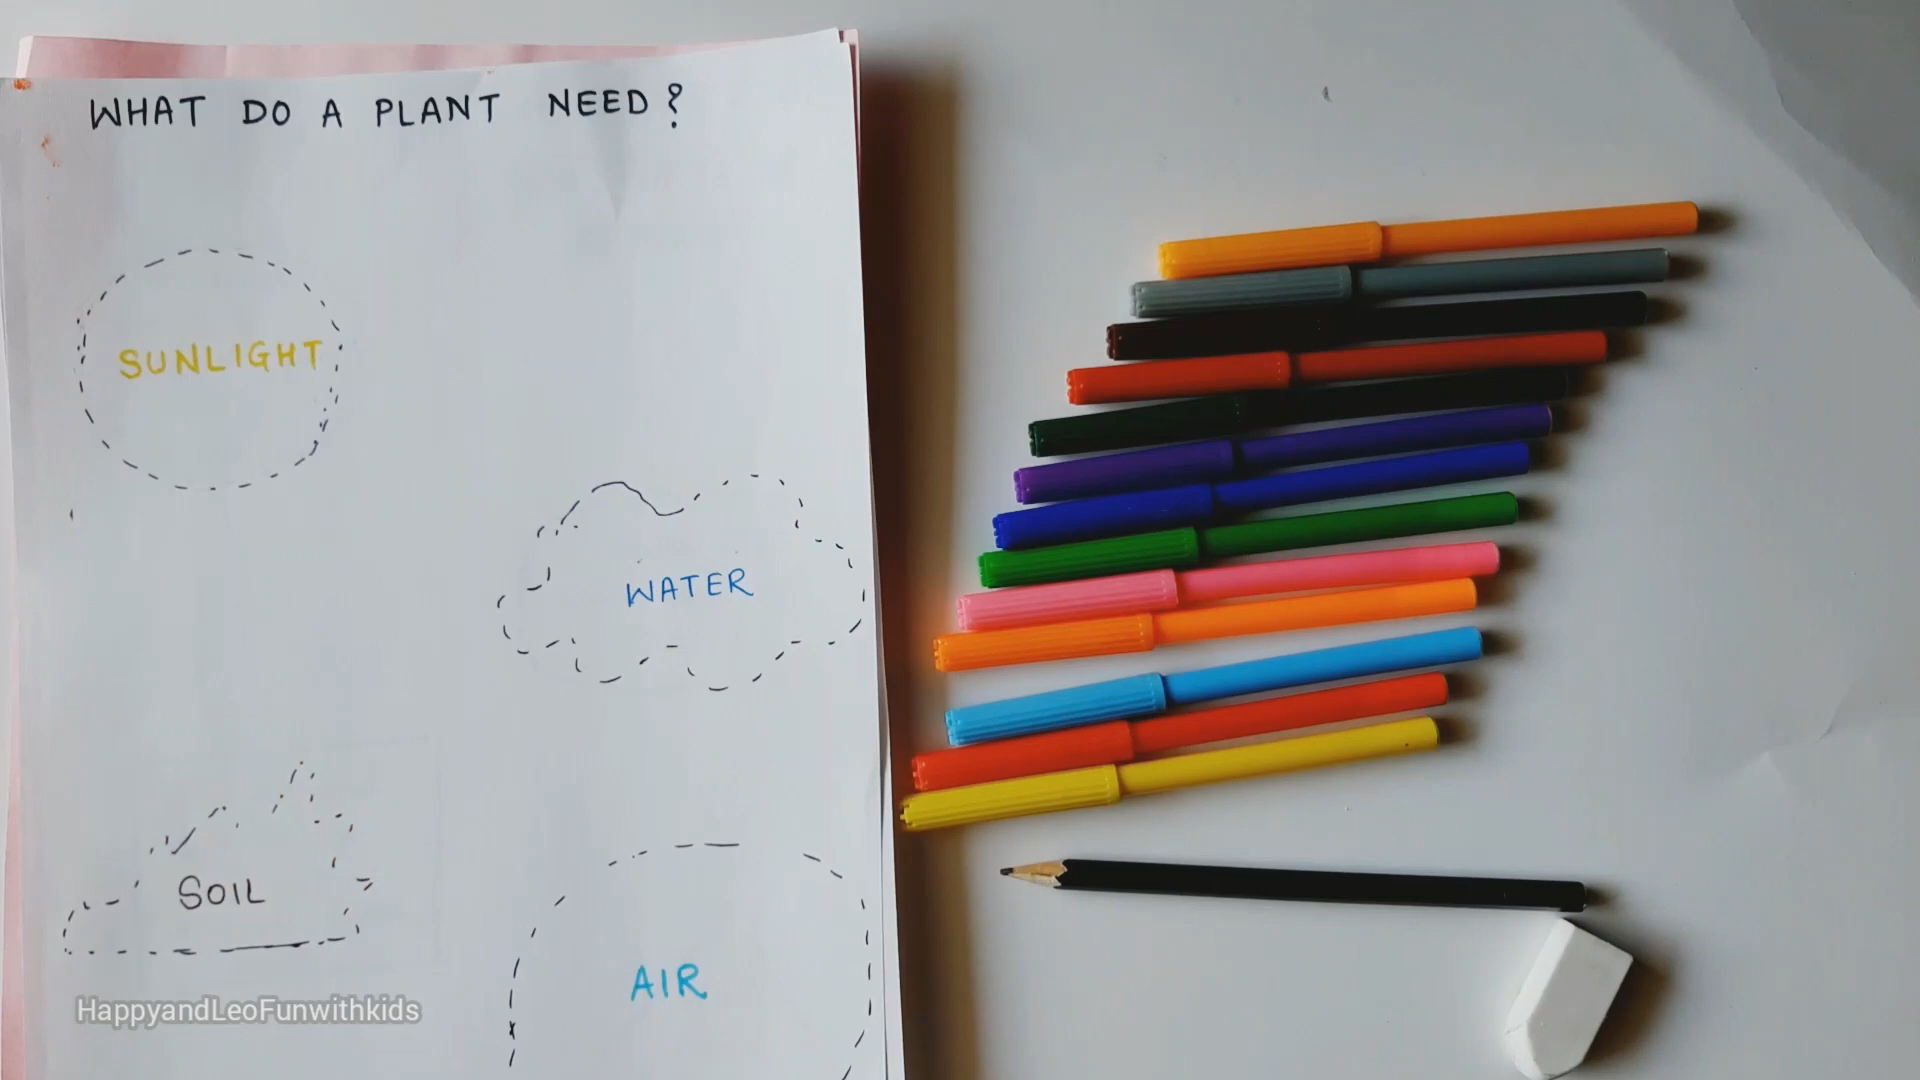 WHAT DO A PLANT NEED?
SUNLIGHT
WATER
SOIL
AIR
HappyandLeoFunwithkids